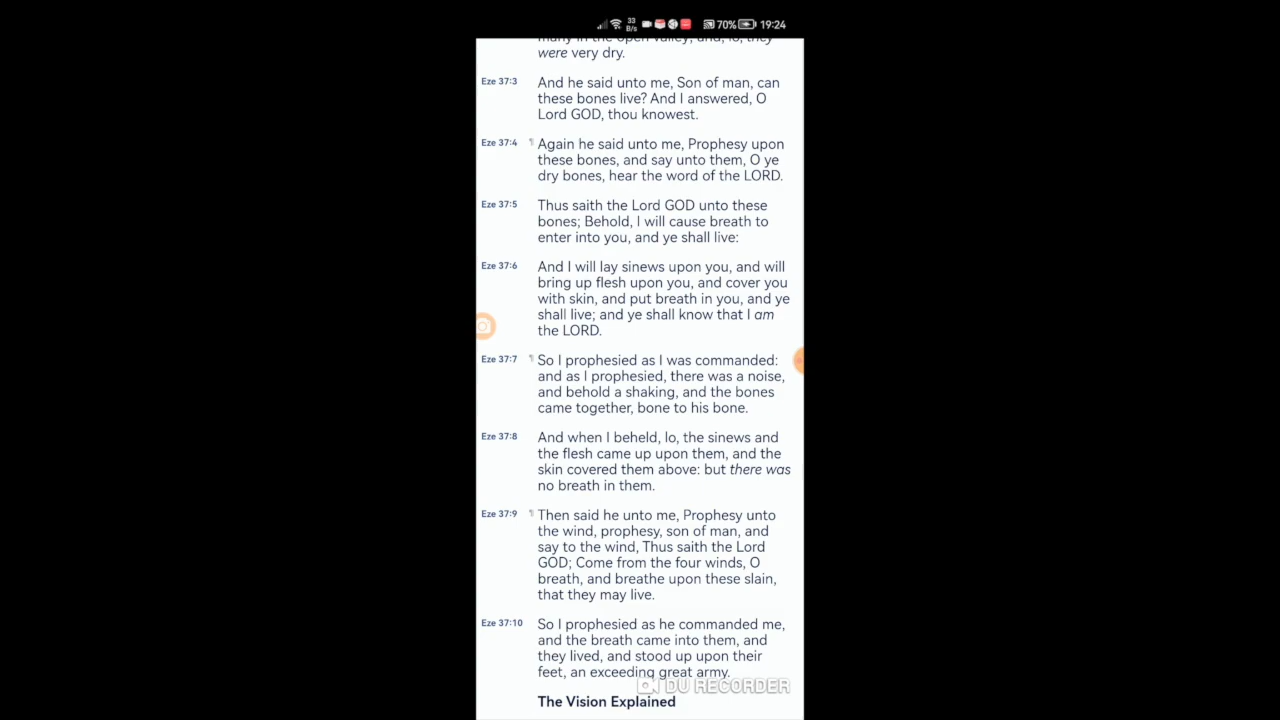 33
B/s
70%
19:24
many in the open valley; and, lo, they
were very dry.
Eze 37:3
And he said unto me, Son of man, can
these bones live? And I answered, O
Lord GOD, thou knowest.
Eze 37:4
¶ Again he said unto me, Prophesy upon
these bones, and say unto them, O ye
dry bones, hear the word of the LORD.
Eze 37:5
Thus saith the Lord GOD unto these
bones; Behold, I will cause breath to
enter into you, and ye shall live:
Eze 37:6
And I will lay sinews upon you, and will
bring up flesh upon you, and cover you
with skin, and put breath in you, and ye
shall live; and ye shall know that I am
the LORD.
Eze 37:7
¶ So I prophesied as I was commanded:
and as I prophesied, there was a noise,
and behold a shaking, and the bones
came together, bone to his bone.
Eze 37:8
And when I beheld, lo, the sinews and
the flesh came up upon them, and the
skin covered them above: but there was
no breath in them.
Eze 37:9
¶ Then said he unto me, Prophesy unto
the wind, prophesy, son of man, and
say to the wind, Thus saith the Lord
GOD; Come from the four winds, O
breath, and breathe upon these slain,
that they may live.
Eze 37:10
So I prophesied as he commanded me,
and the breath came into them, and
they lived, and stood up upon their
feet, an exceeding great army.
DU RECORDER
The Vision Explained